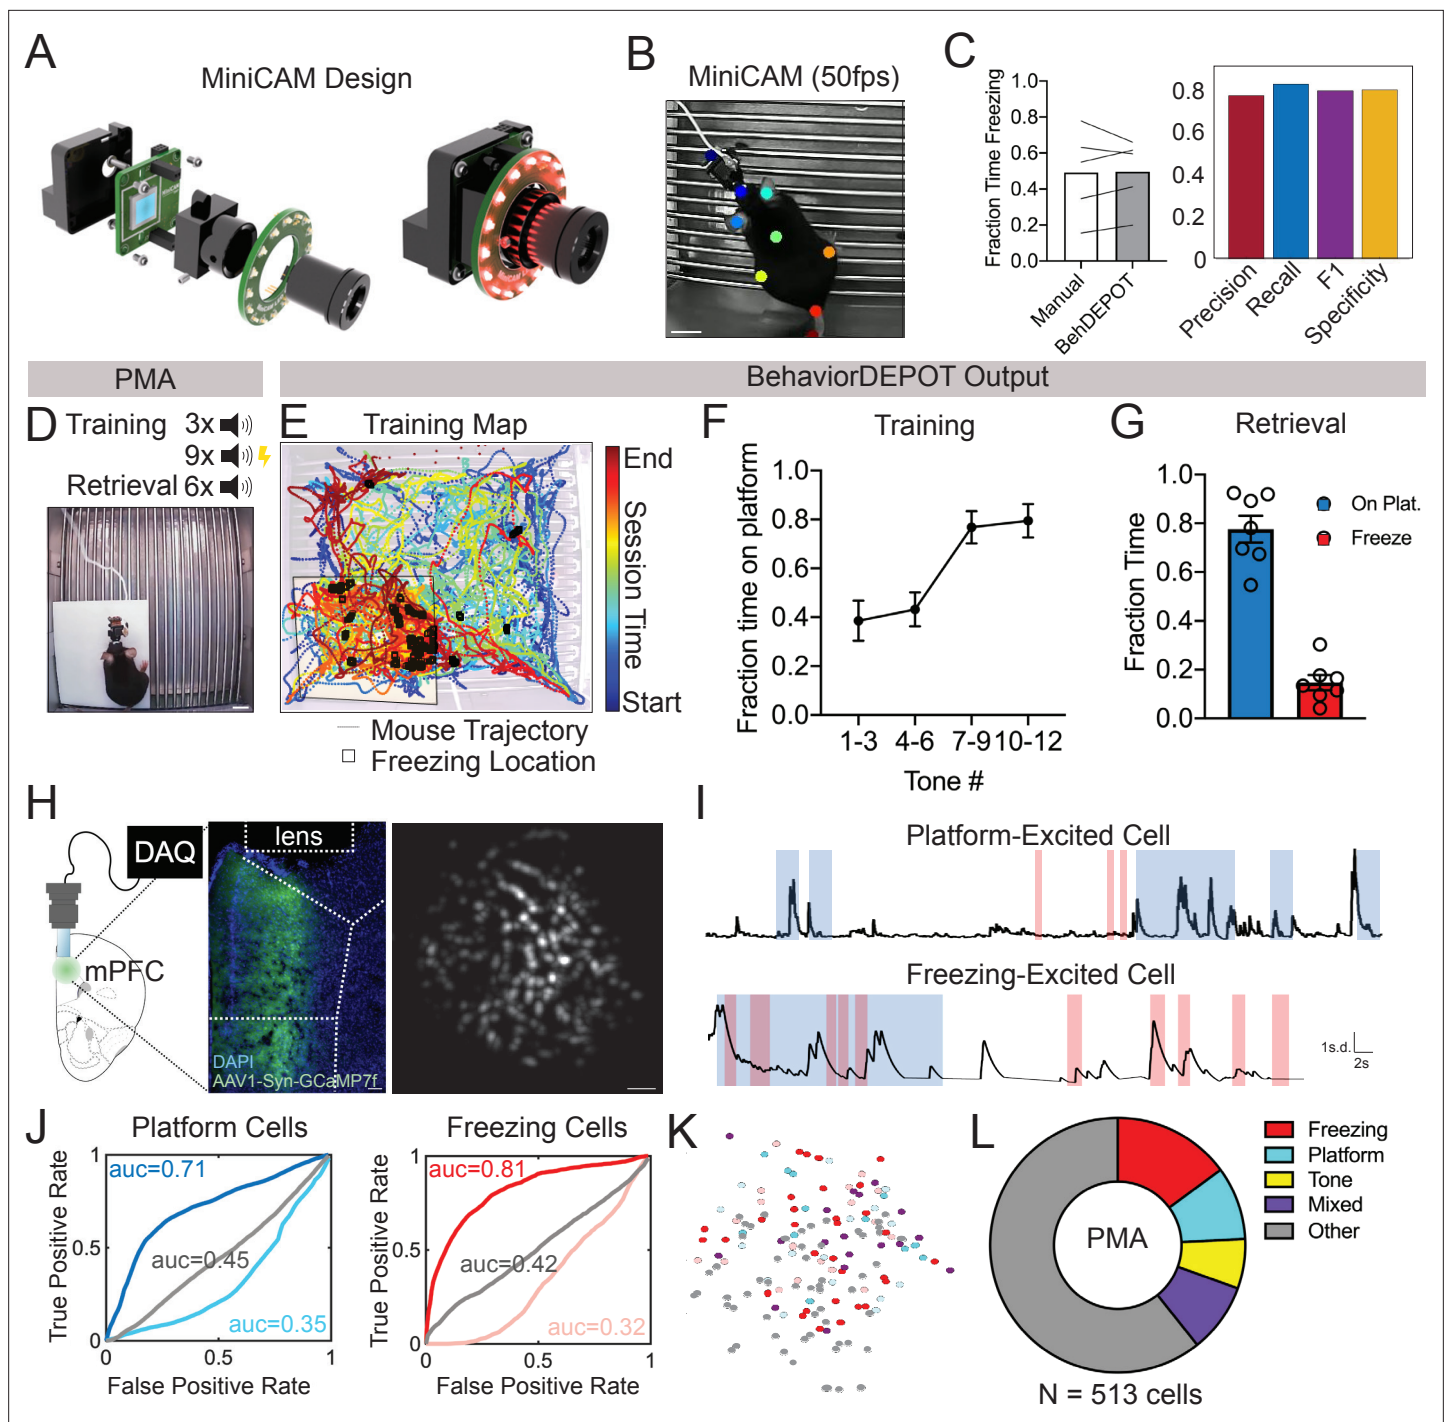 A
MiniCAM Design
B
MiniCAM (50fps)
C
Fraction Time Freezing
1.0
0.8
0.6
0.4
0.2
0.0
Manual
BehDEPOT
0.8
0.6
0.4
0.2
0
Precision
Recall
F1
Specificity
PMA
BehaviorDEPOT Output
D
Training 3x
9x
Retrieval 6x
E
Training Map
End
Session Time
Start
Mouse Trajectory
Freezing Location
F
Training
Fraction time on platform
1.0
0.8
0.6
0.4
0.2
0.0
1-3 4-6 7-9 10-12
Tone #
G
Retrieval
Fraction Time
1.0
0.8
0.6
0.4
0.2
0.0
On Plat.
Freeze
H
DAQ
mPFC
lens
DAPI
AAV1-Syn-GCaMP7f
I
Platform-Excited Cell
Freezing-Excited Cell
1s.d.
2s
J
Platform Cells
True Positive Rate
1
0.5
0
auc=0.71
auc=0.45
auc=0.35
0 0.5 1
False Positive Rate
Freezing Cells
True Positive Rate
1
0.5
0
auc=0.81
auc=0.42
auc=0.32
0 0.5 1
False Positive Rate
K
L
PMA
Freezing
Platform
Tone
Mixed
Other
N = 513 cells